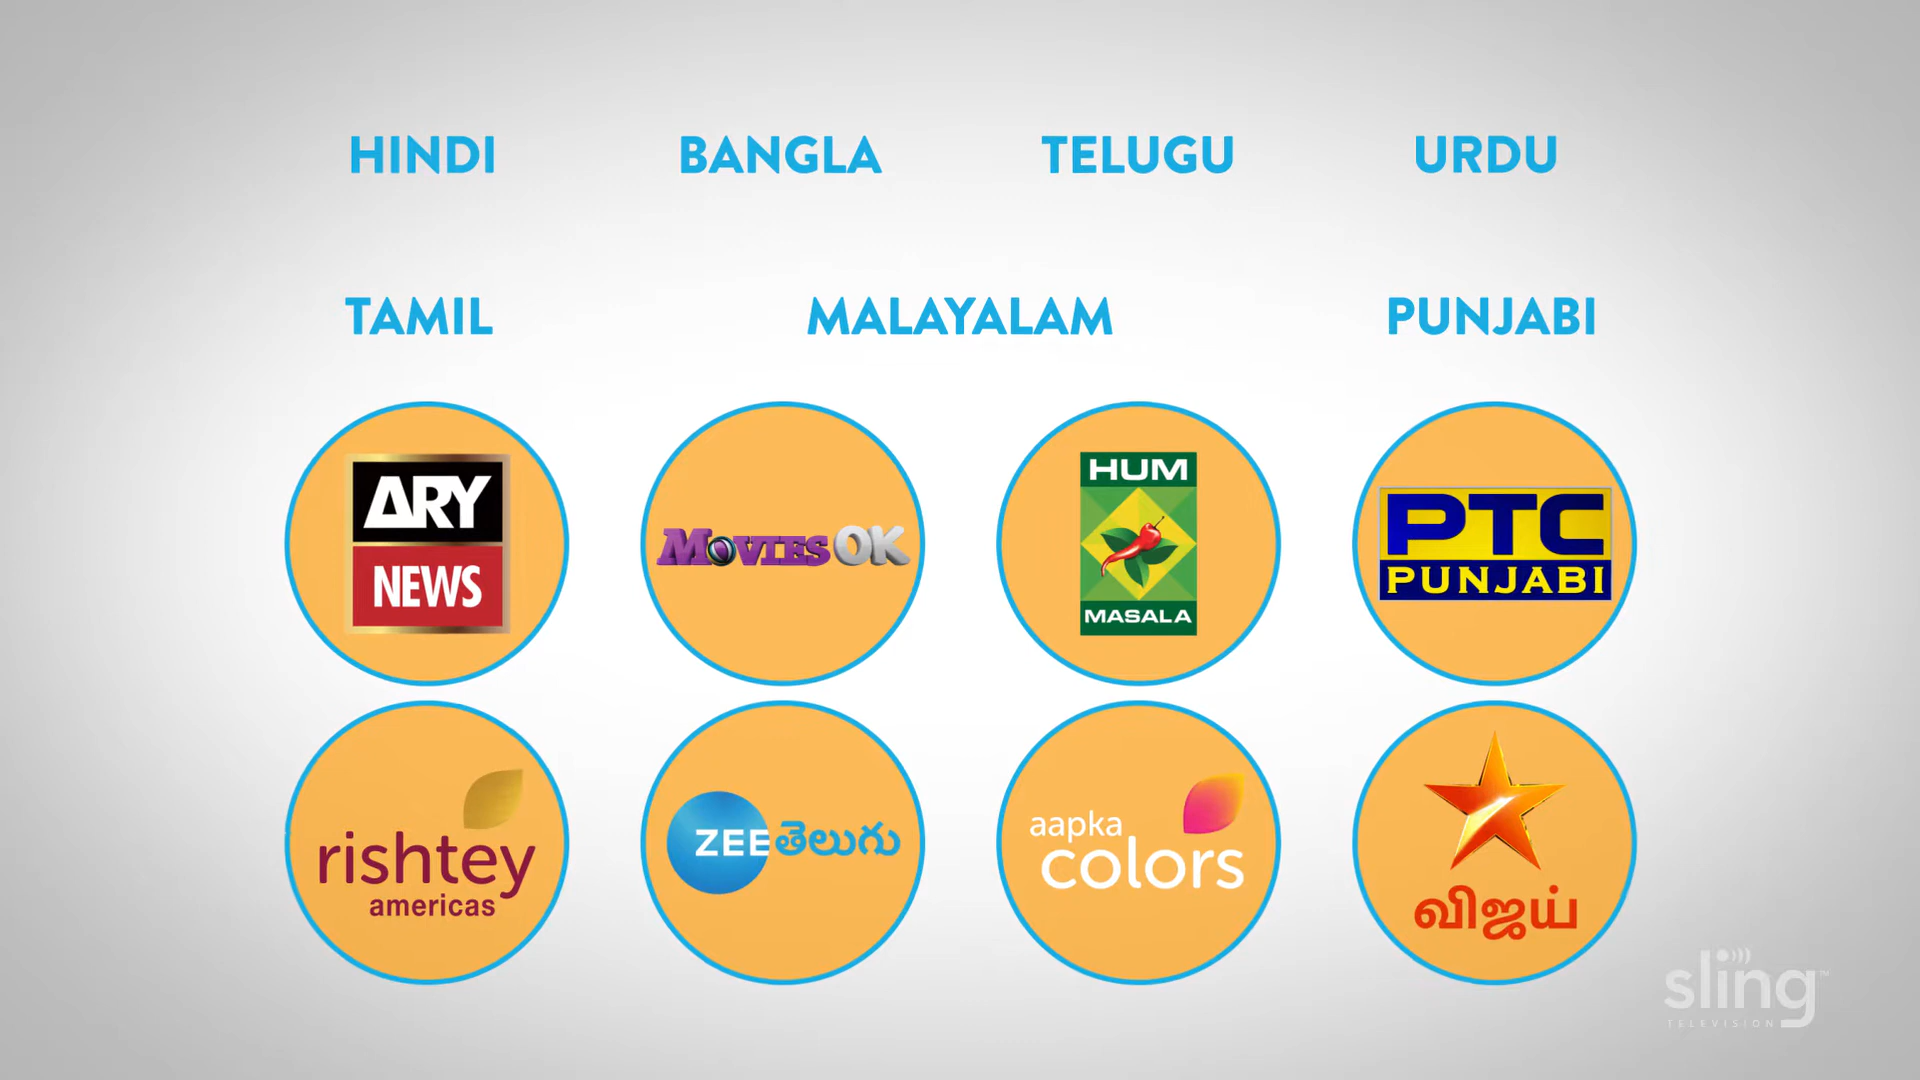 HINDI BANGLA TELUGU URDU
TAMIL MALAYALAM PUNJABI
ARY
NEWS
MOVIES OK
HUM
MASALA
PTC
PUNJABI
rishtey
americas
ZEE తెలుగు
aapka
colors
விஜய்
sling™
TELEVISION